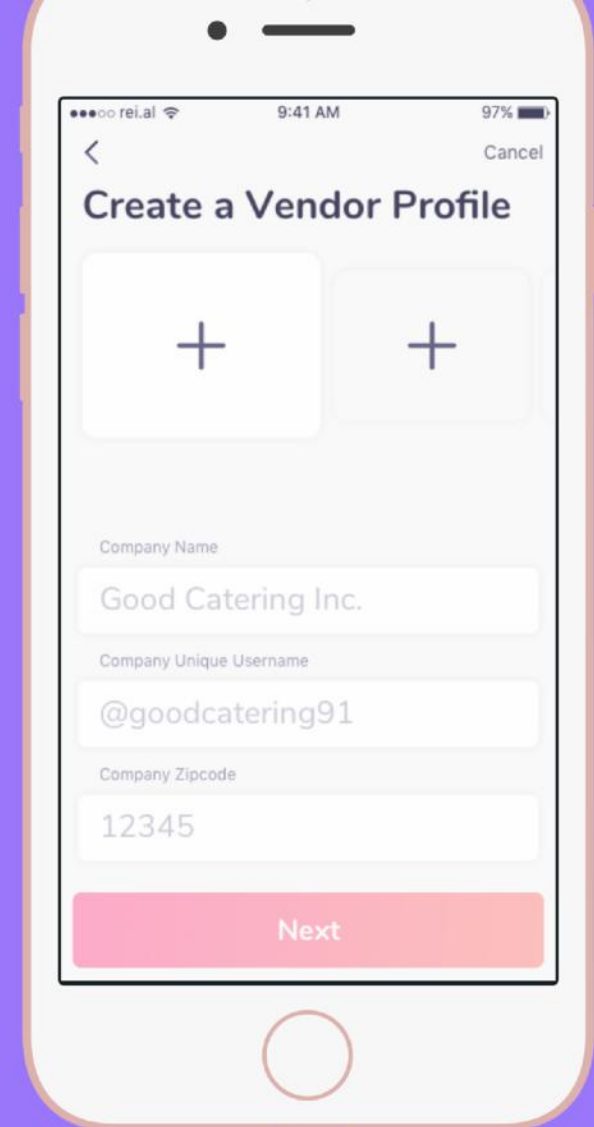 rei.al 9:41 AM 97%
Cancel
Create a Vendor Profile
Company Name
Good Catering Inc.
Company Unique Username
@goodcatering91
Company Zipcode
12345
Next